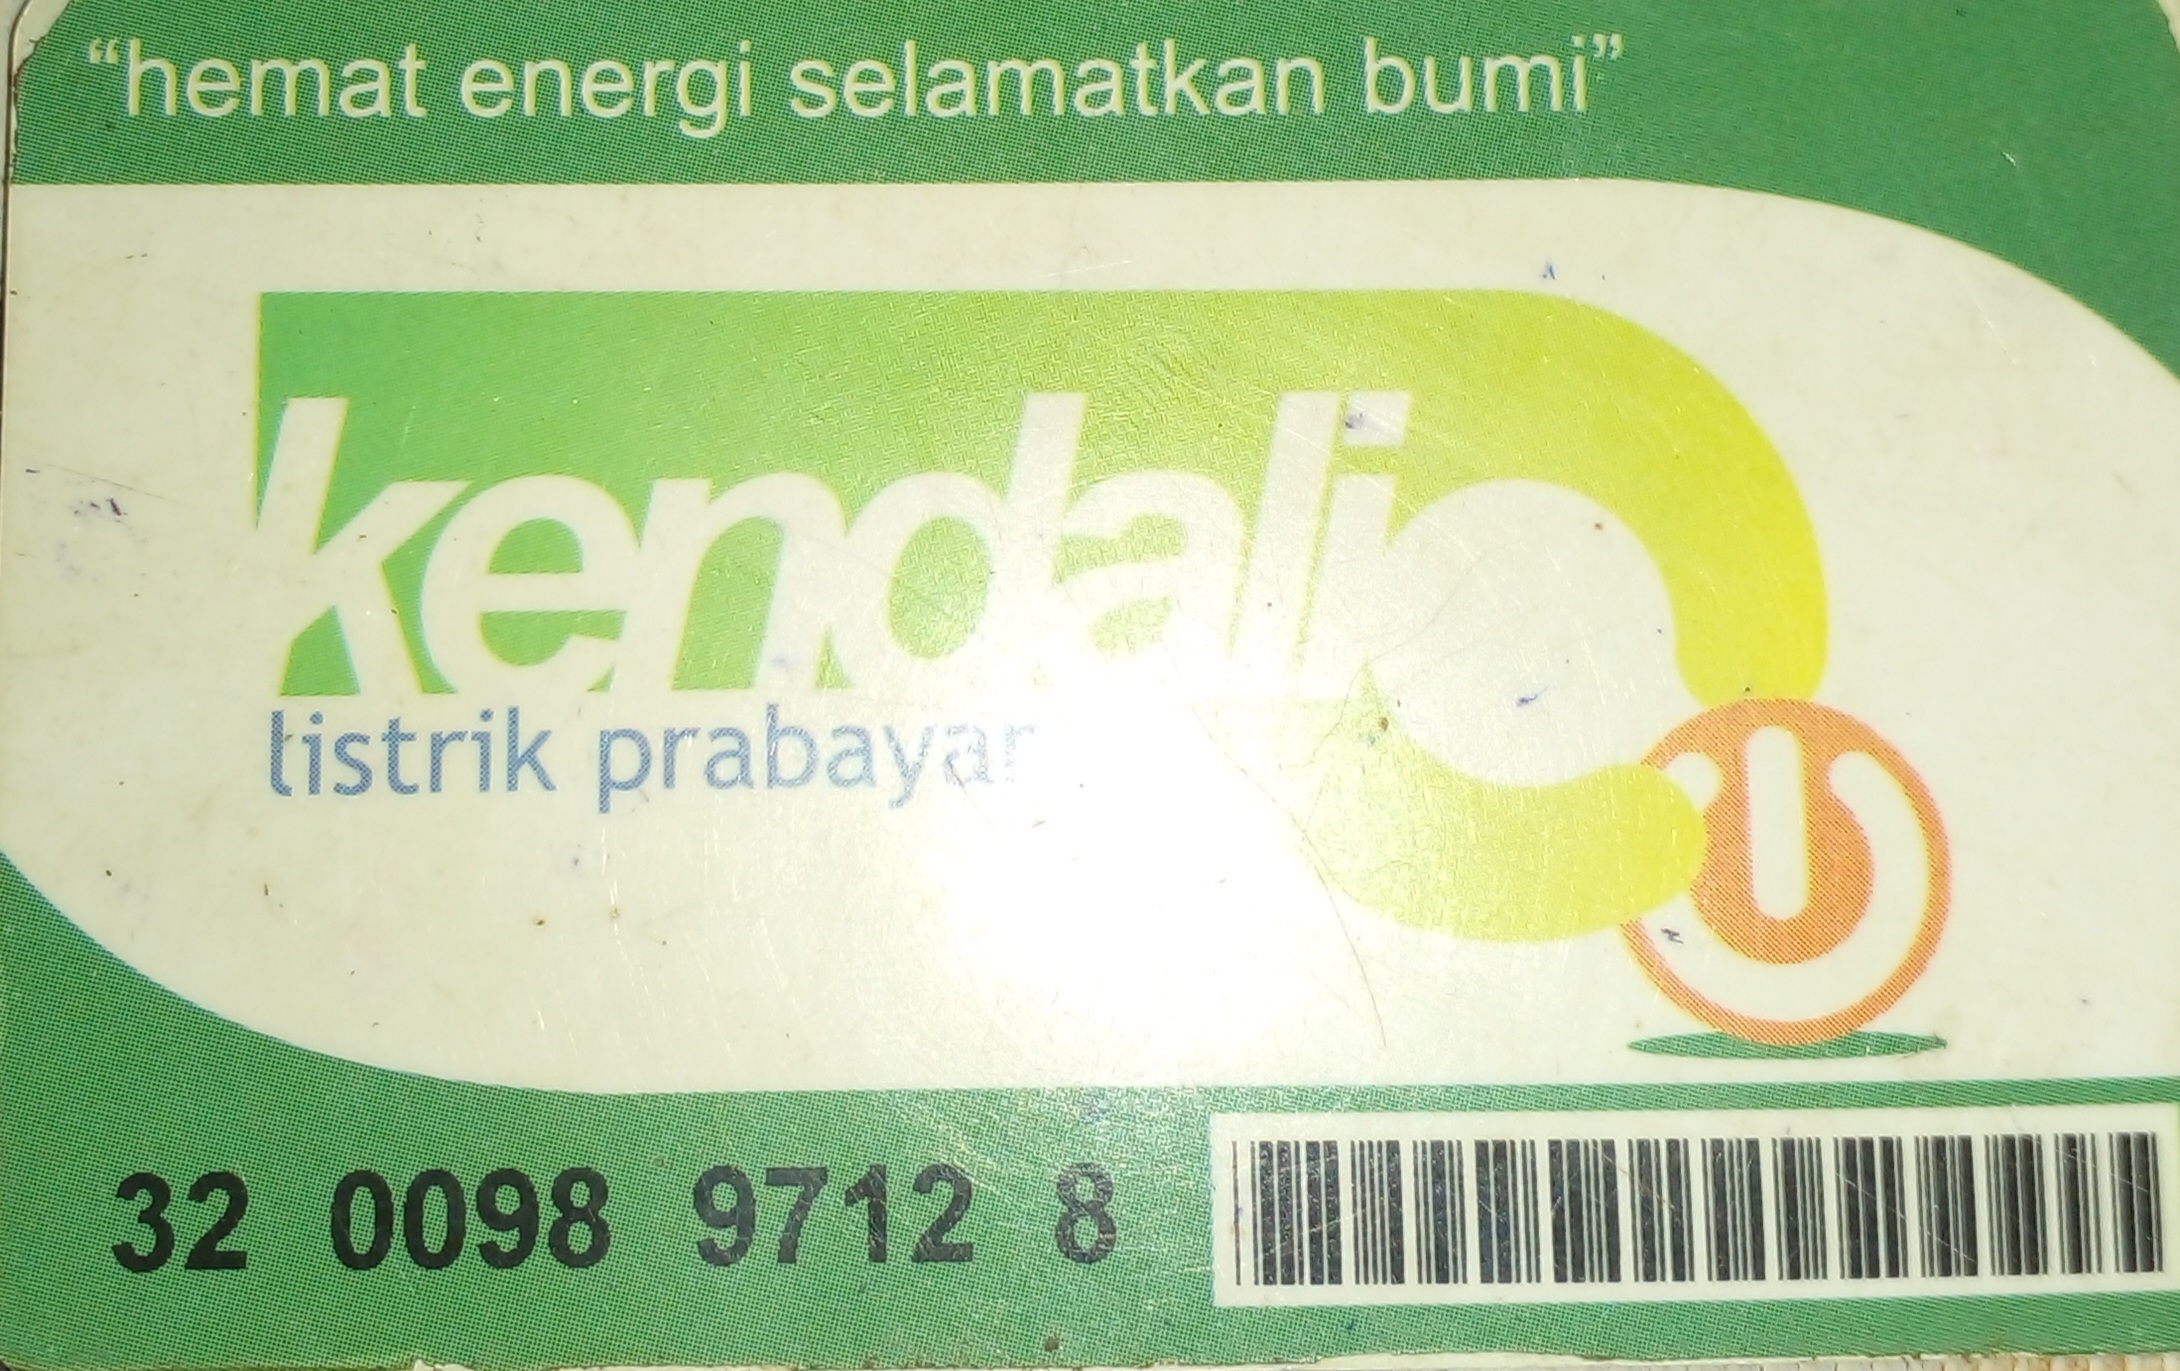 “hemat energi selamatkan bumi”
kendali
listrik prabayar
32 0098 9712 8